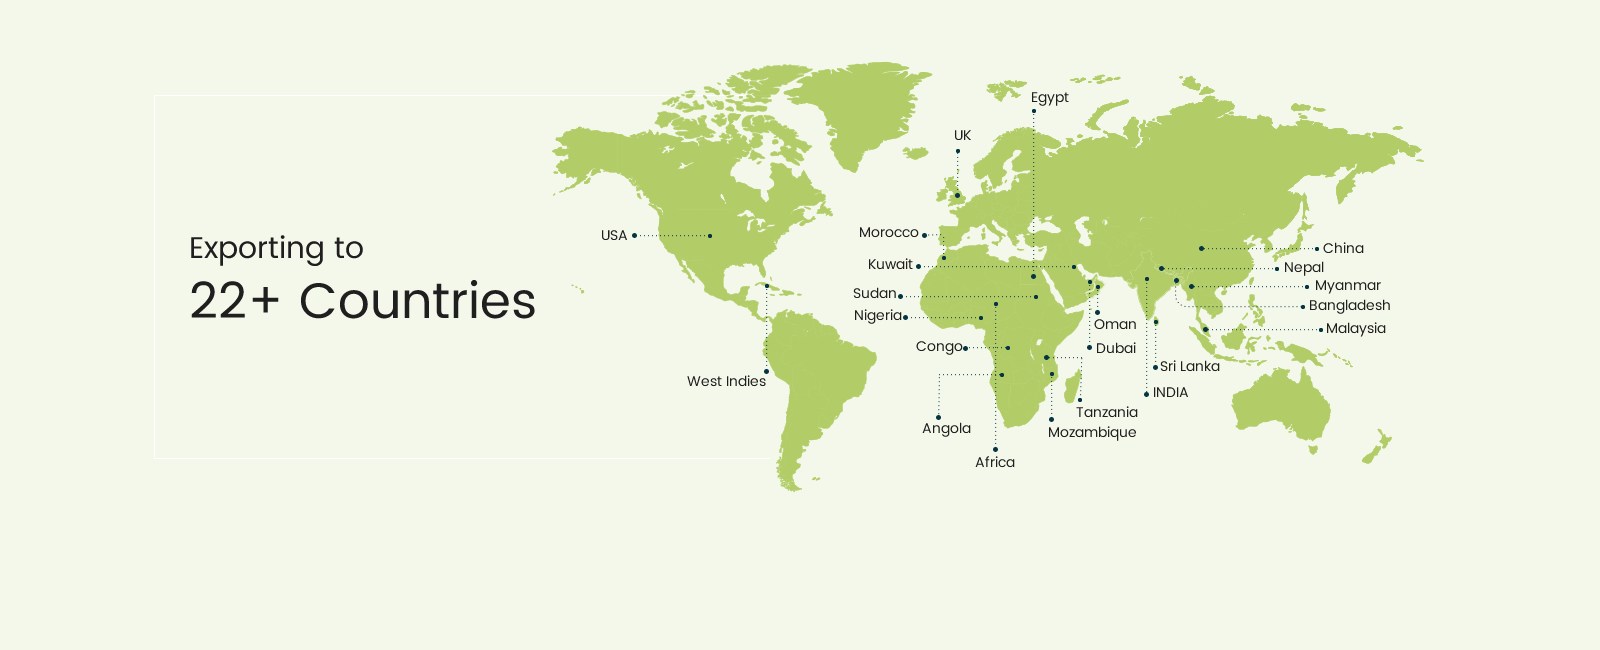 Exporting to
22+ Countries
Egypt
UK
USA
Morocco
Kuwait
Sudan
Nigeria
Congo
West Indies
Angola
Africa
Oman
Dubai
Tanzania
Mozambique
China
Nepal
Myanmar
Bangladesh
Malaysia
Sri Lanka
INDIA